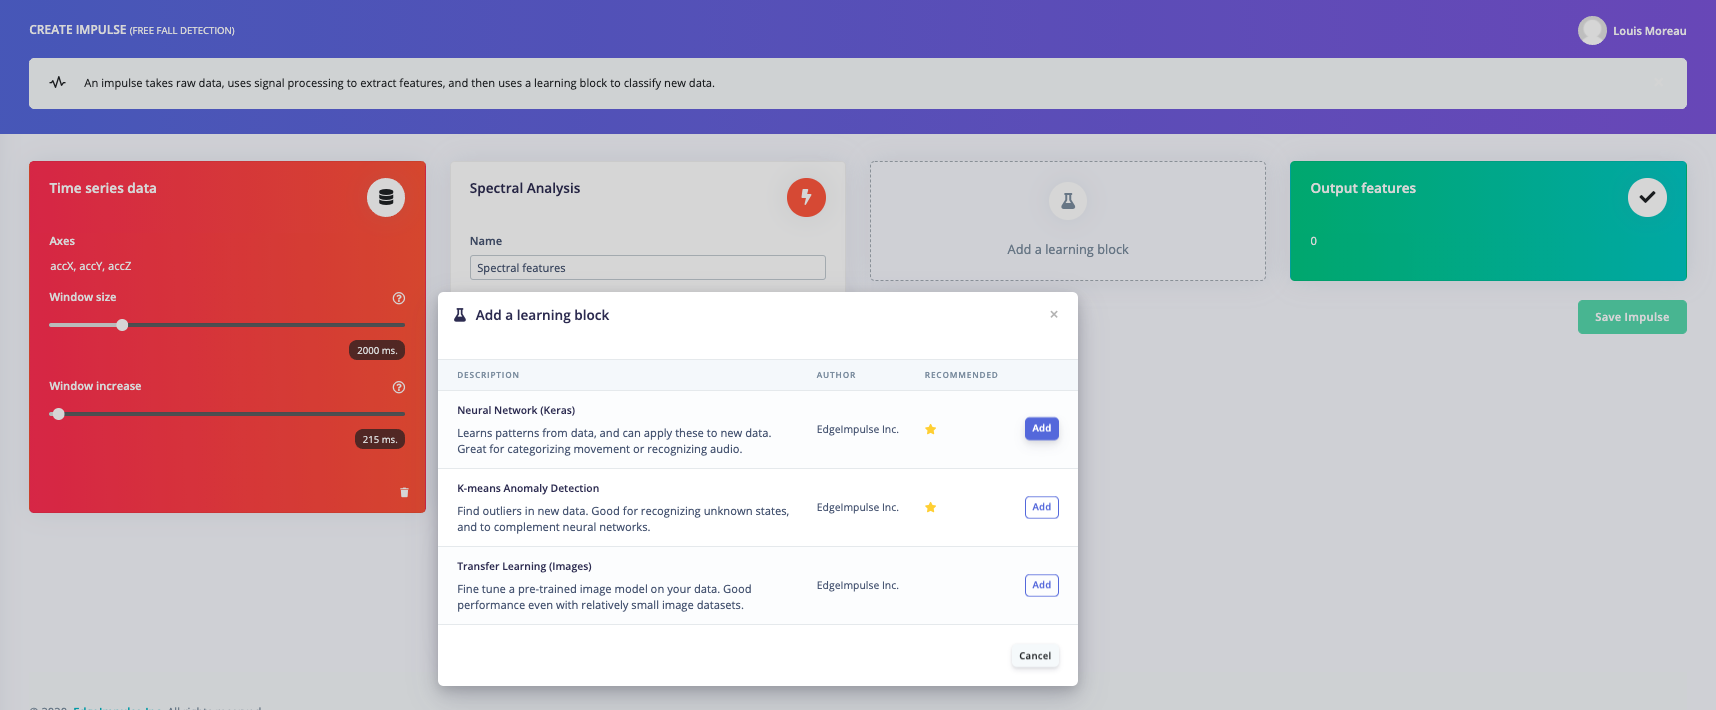 CREATE IMPULSE (FREE FALL DETECTION)
Louis Moreau
An impulse takes raw data, uses signal processing to extract features, and then uses a learning block to classify new data.
Time series data
Axes
accX, accY, accZ
Window size
2000 ms.
Window increase
215 ms.
Spectral Analysis
Name
Spectral features
Add a learning block
Output features
0
Save Impulse
Add a learning block
×
DESCRIPTION AUTHOR RECOMMENDED
Neural Network (Keras)
Learns patterns from data, and can apply these to new data.
Great for categorizing movement or recognizing audio.
EdgeImpulse Inc.
Add
K-means Anomaly Detection
Find outliers in new data. Good for recognizing unknown states,
and to complement neural networks.
EdgeImpulse Inc.
Add
Transfer Learning (Images)
Fine tune a pre-trained image model on your data. Good
performance even with relatively small image datasets.
EdgeImpulse Inc.
Add
Cancel